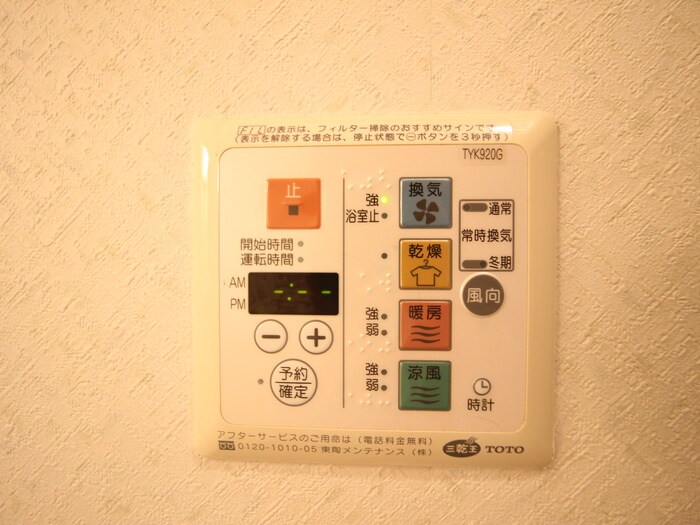 FILの表示は、フィルター掃除のおすすめサインです
(表示を解除する場合は、停止状態で⊖ボタンを3秒押す)
TYK920G
止
開始時間
運転時間
AM
PM
-:- -
− +
予約
確定
強
浴室止
換気
乾燥
強
弱
暖房
強
弱
涼風
通常
常時換気
冬期
風向
時計
アフターサービスのご用品は(電話料金無料)
0120-1010-05 東陶メンテナンス(株)
三乾王 TOTO